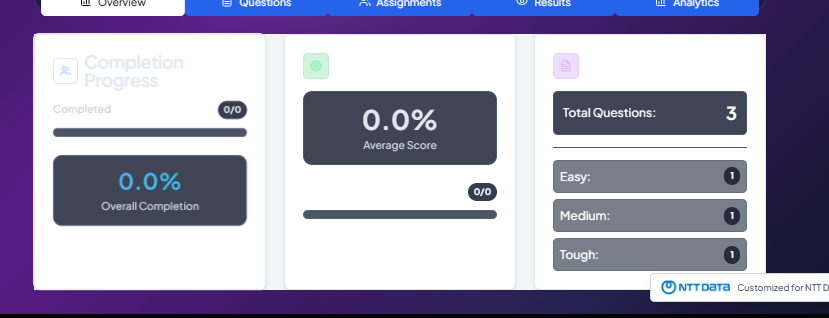 Overview
Questions
Assignments
Results
Analytics
Completion
Progress
Completed
0/0
0.0%
Overall Completion
0.0%
Average Score
0/0
Total Questions:
3
Easy:
1
Medium:
1
Tough:
1
NTT DATA
Customized for NTT D